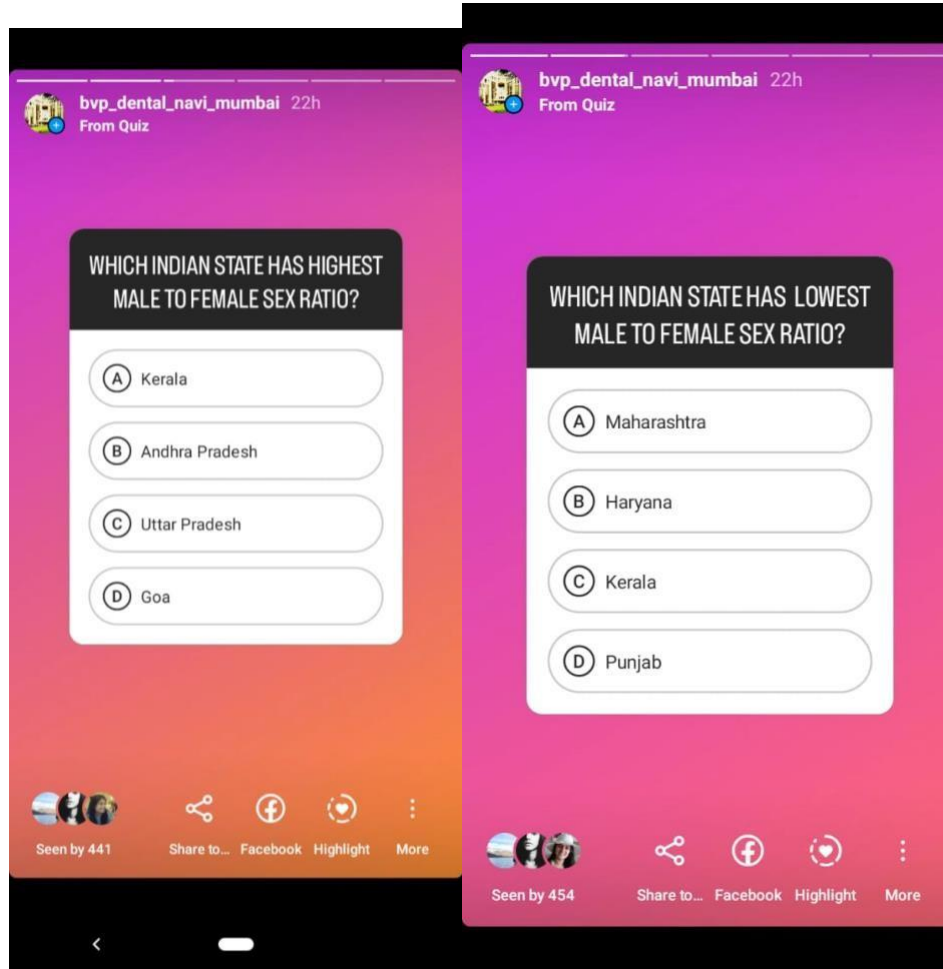 bvp_dental_navi_mumbai 22h
From Quiz
WHICH INDIAN STATE HAS HIGHEST
MALE TO FEMALE SEX RATIO?
A Kerala
B Andhra Pradesh
C Uttar Pradesh
D Goa
Seen by 441
Share to...
Facebook
Highlight
More
bvp_dental_navi_mumbai 22h
From Quiz
WHICH INDIAN STATE HAS LOWEST
MALE TO FEMALE SEX RATIO?
A Maharashtra
B Haryana
C Kerala
D Punjab
Seen by 454
Share to...
Facebook
Highlight
More